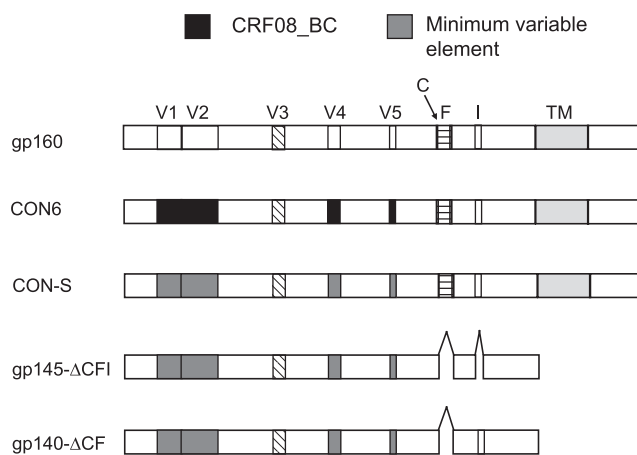 CRF08_BC
Minimum variable
element
C
V1 V2 V3 V4 V5 F I TM
gp160
CON6
CON-S
gp145-ΔCFI
gp140-ΔCF